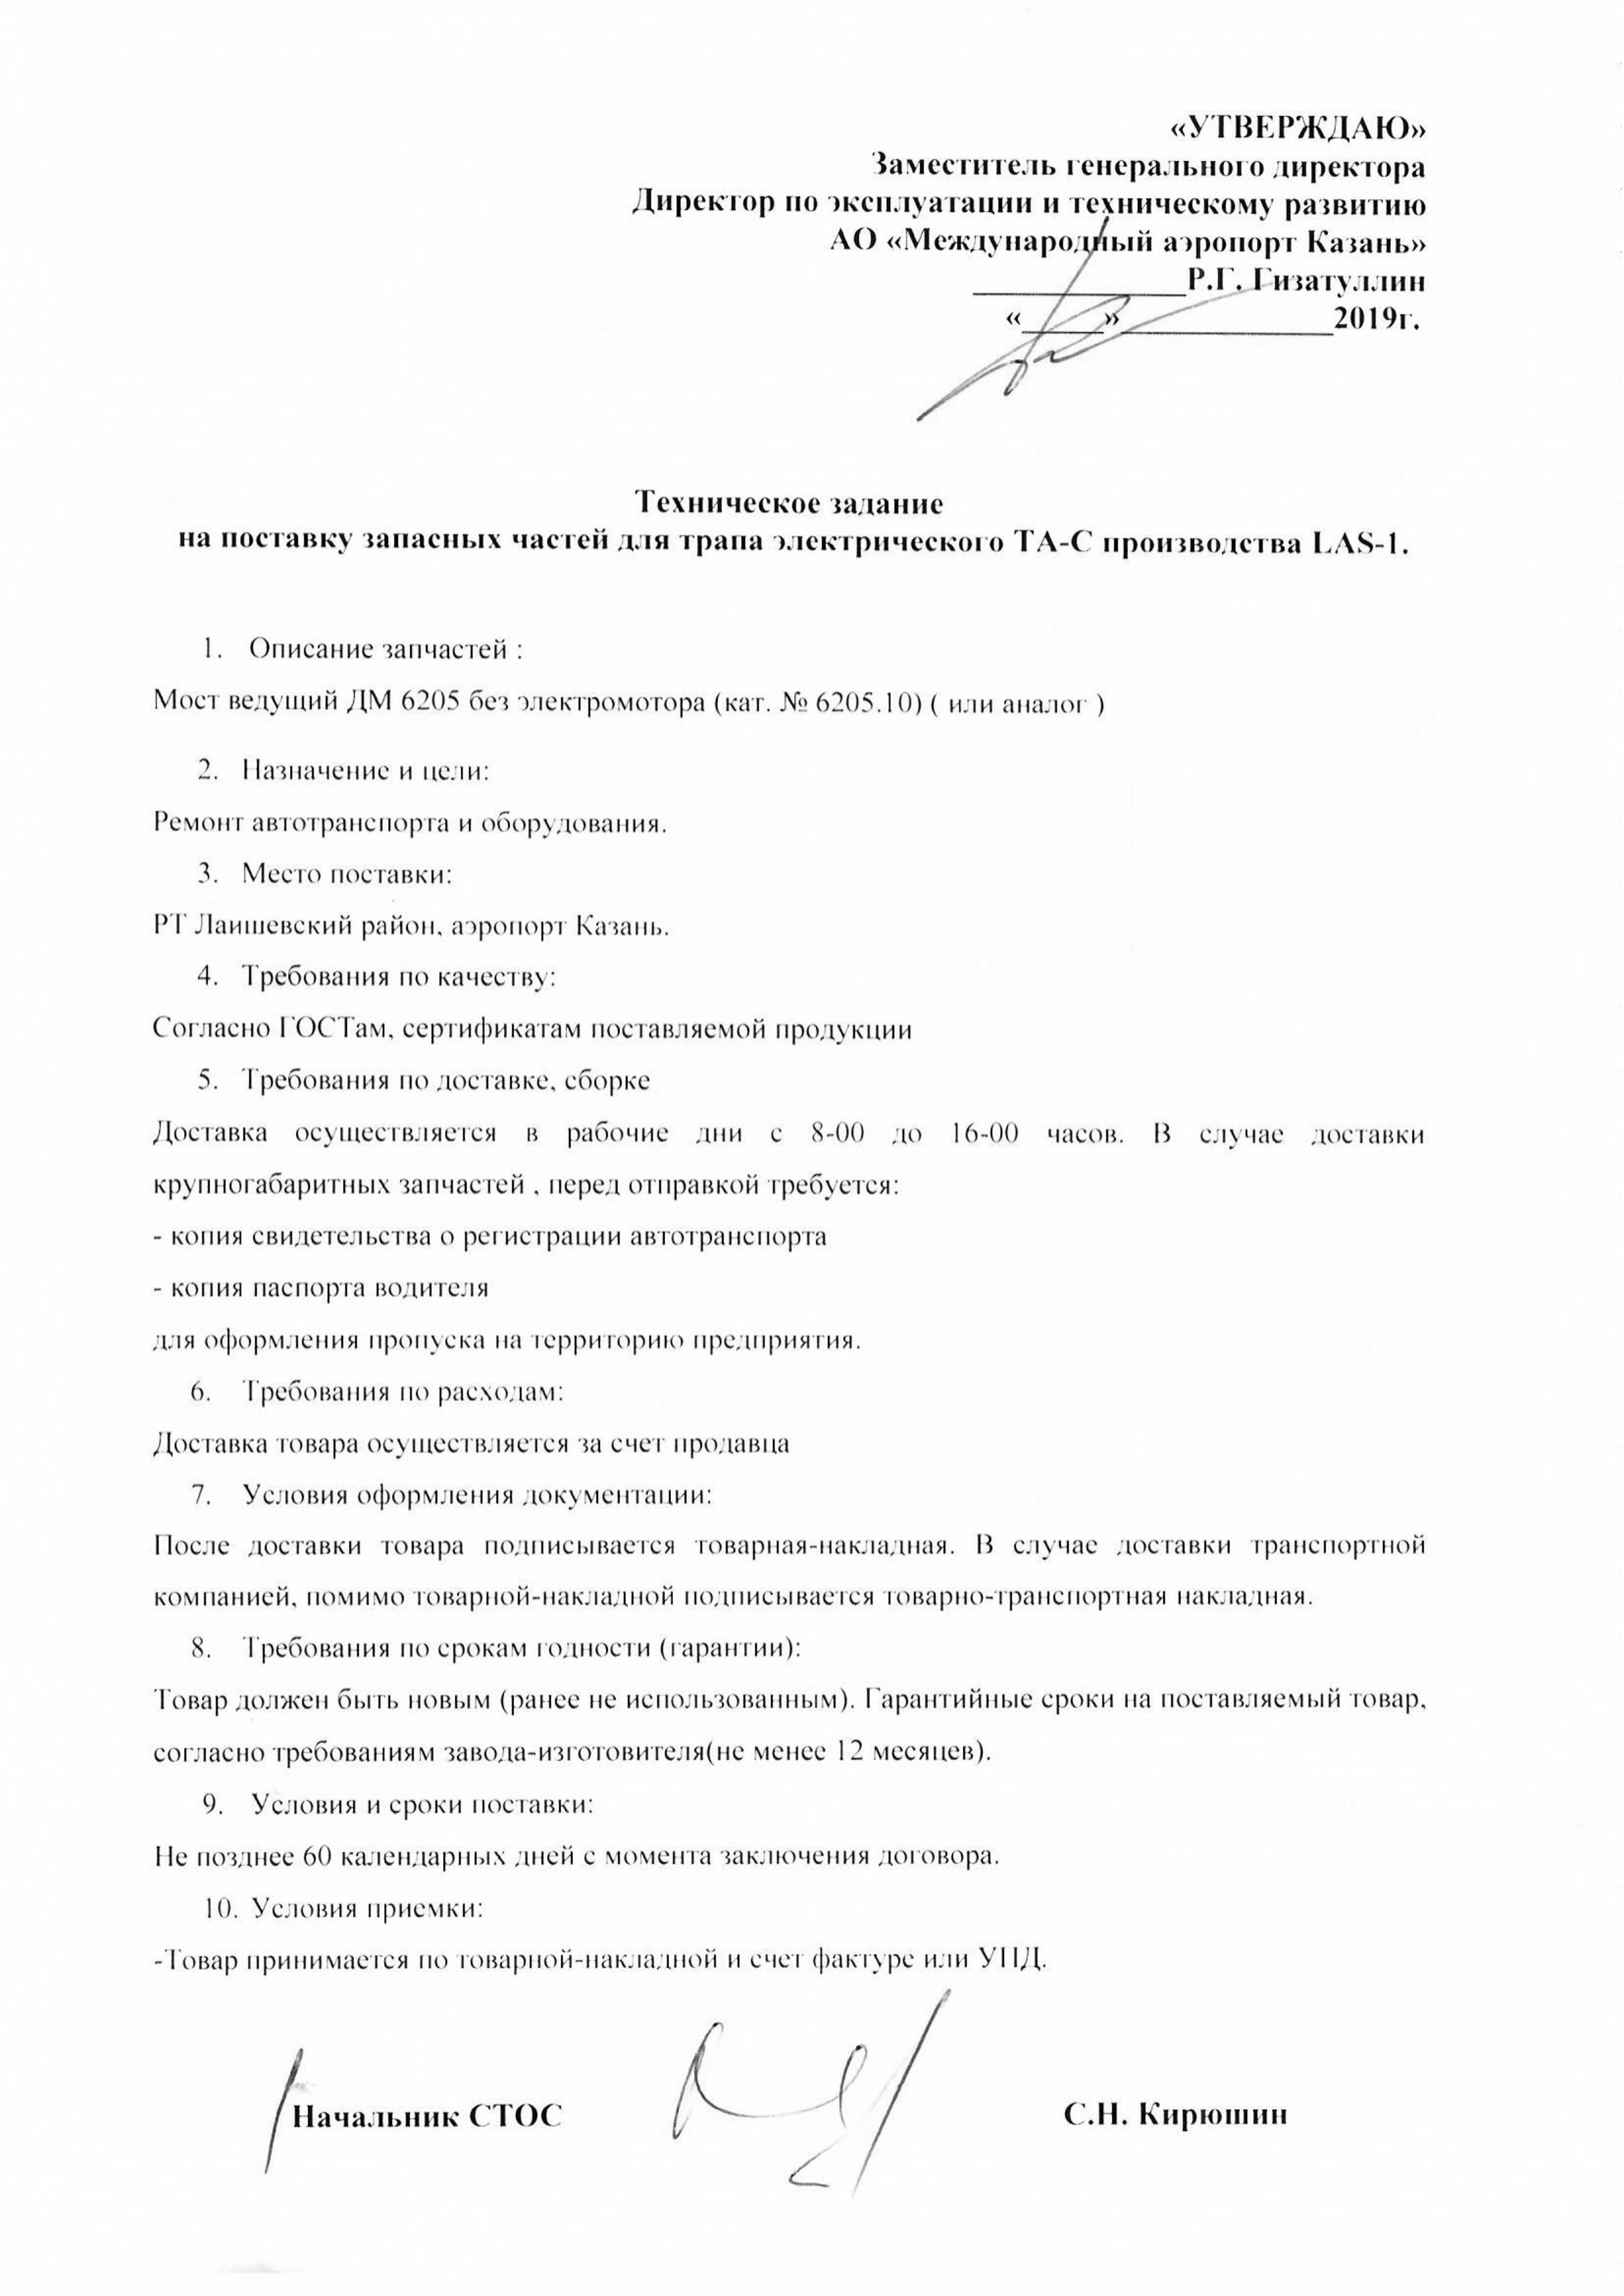 «УТВЕРЖДАЮ»
Заместитель генерального директора
Директор по эксплуатации и техническому развитию
АО «Международный аэропорт Казань»
_____________Р.Г. Гизатуллин
«_____»_____________2019г.
Техническое задание
на поставку запасных частей для трапа электрического ТА-С производства LAS-1.
1. Описание запчастей :
Мост ведущий ДМ 6205 без электромотора (кат. № 6205.10) ( или аналог )
2. Назначение и цели:
Ремонт автотранспорта и оборудования.
3. Место поставки:
РТ Лаишевский район, аэропорт Казань.
4. Требования по качеству:
Согласно ГОСТам, сертификатам поставляемой продукции
5. Требования по доставке, сборке
Доставка осуществляется в рабочие дни с 8-00 до 16-00 часов. В случае доставки
крупногабаритных запчастей , перед отправкой требуется:
- копия свидетельства о регистрации автотранспорта
- копия паспорта водителя
для оформления пропуска на территорию предприятия.
6. Требования по расходам:
Доставка товара осуществляется за счет продавца
7. Условия оформления документации:
После доставки товара подписывается товарная-накладная. В случае доставки транспортной
компанией, помимо товарной-накладной подписывается товарно-транспортная накладная.
8. Требования по срокам годности (гарантии):
Товар должен быть новым (ранее не использованным). Гарантийные сроки на поставляемый товар,
согласно требованиям завода-изготовителя(не менее 12 месяцев).
9. Условия и сроки поставки:
Не позднее 60 календарных дней с момента заключения договора.
10. Условия приемки:
-Товар принимается по товарной-накладной и счет фактуре или УПД.
Начальник СТОС С.Н. Кирюшин